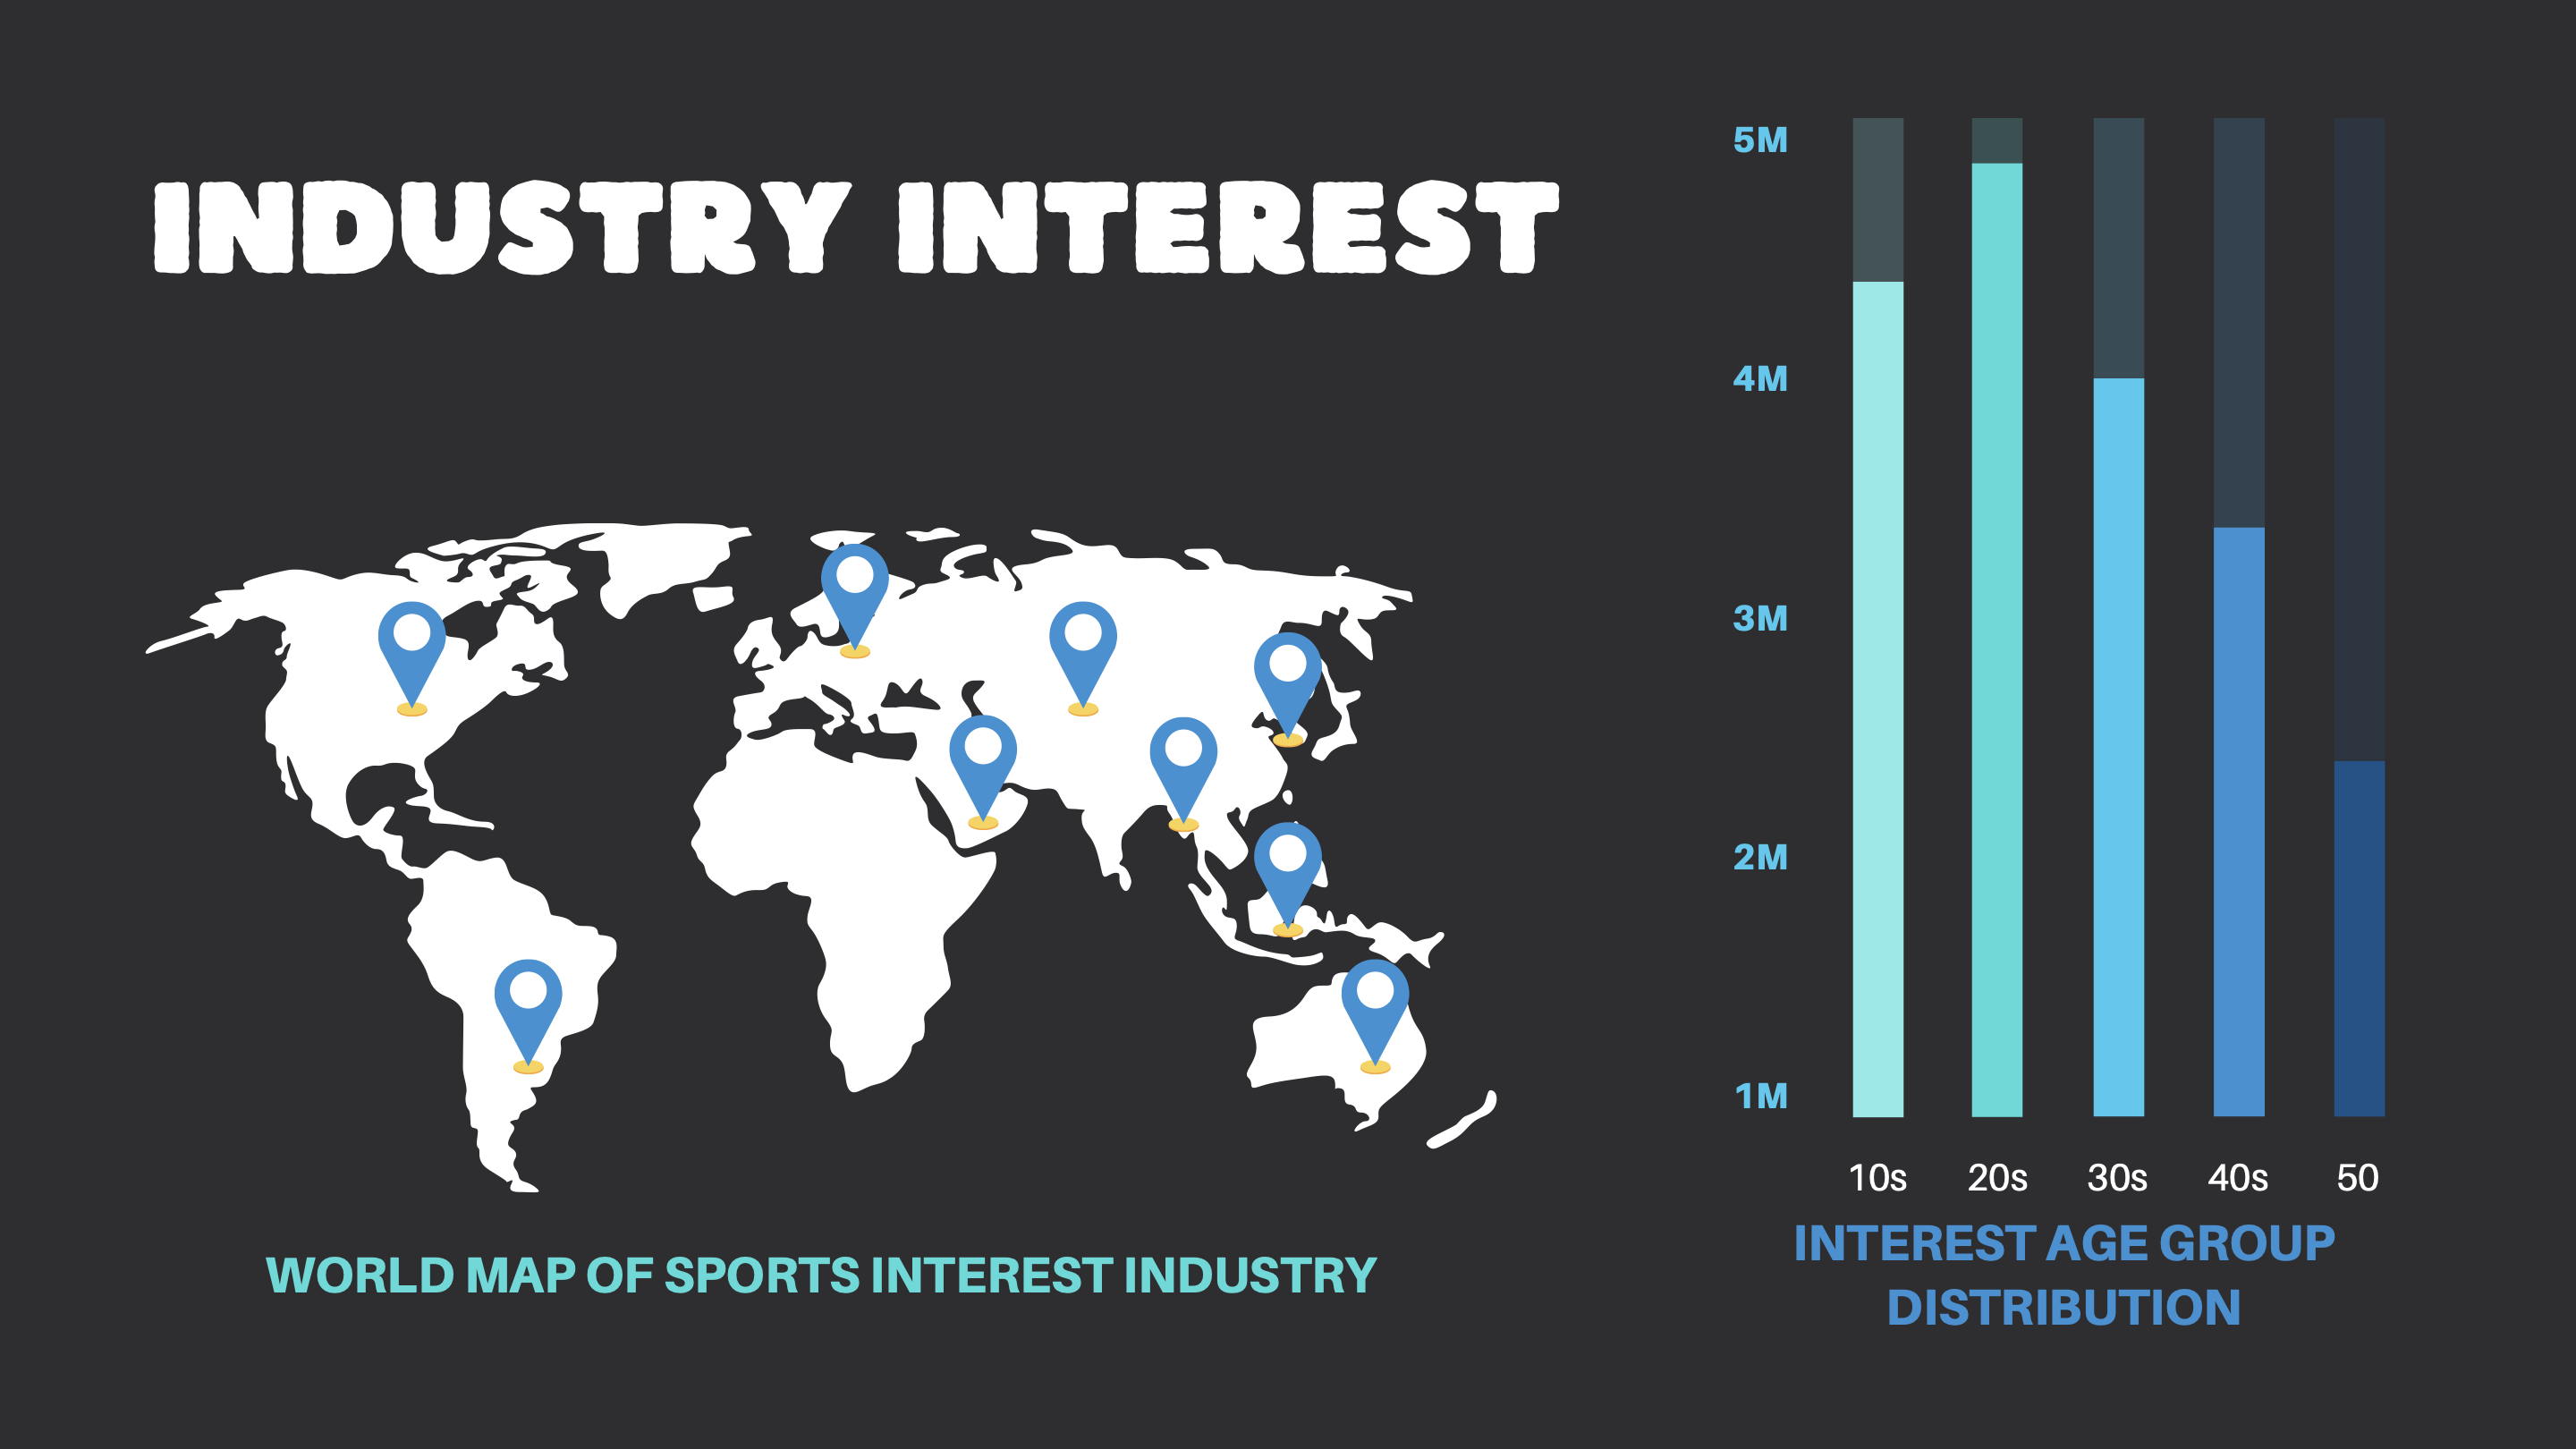 INDUSTRY INTEREST
WORLD MAP OF SPORTS INTEREST INDUSTRY
5M
4M
3M
2M
1M
10s 20s 30s 40s 50
INTEREST AGE GROUP
DISTRIBUTION